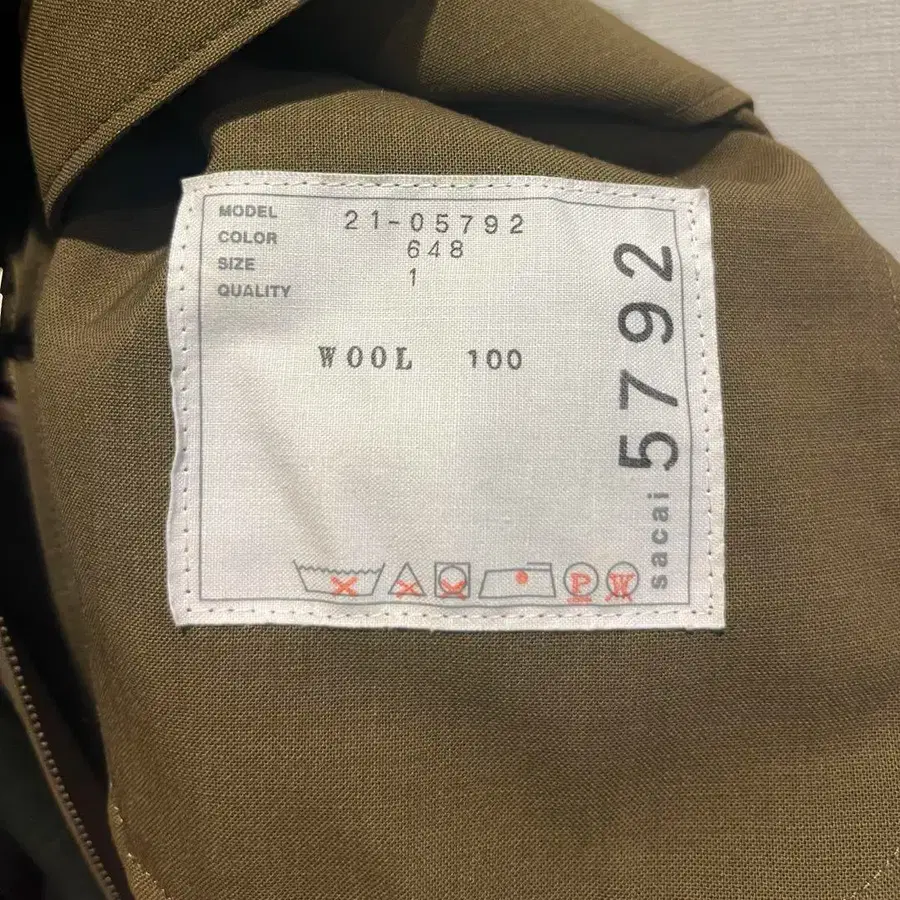 MODEL 21-05792
COLOR 648
SIZE 1
QUALITY
WOOL 100
sacai 5792
P W